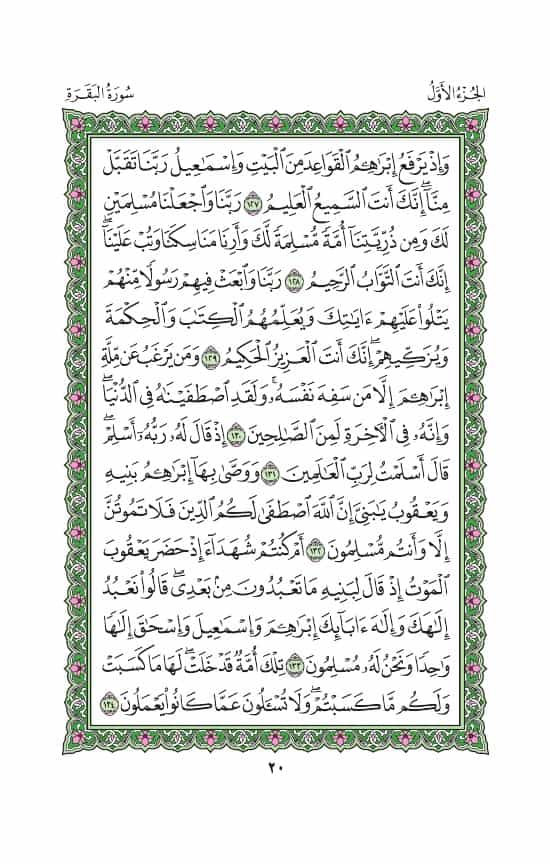 الجُزْءُ الأَوَّلُ
سُورَةُ البَقَرَةِ
وَإِذْ يَرْفَعُ إِبْرَٰهِـۧمُ ٱلْقَوَاعِدَ مِنَ ٱلْبَيْتِ وَإِسْمَٰعِيلُ رَبَّنَا تَقَبَّلْ
مِنَّآۖ إِنَّكَ أَنتَ ٱلسَّمِيعُ ٱلْعَلِيمُ ١٢٧ رَبَّنَا وَٱجْعَلْنَا مُسْلِمَيْنِ
لَكَ وَمِن ذُرِّيَّتِنَآ أُمَّةً مُّسْلِمَةً لَّكَ وَأَرِنَا مَنَاسِكَنَا وَتُبْ عَلَيْنَآۖ
إِنَّكَ أَنتَ ٱلتَّوَّابُ ٱلرَّحِيمُ ١٢٨ رَبَّنَا وَٱبْعَثْ فِيهِمْ رَسُولًا مِّنْهُمْ
يَتْلُوا۟ عَلَيْهِمْ ءَايَٰتِكَ وَيُعَلِّمُهُمُ ٱلْكِتَٰبَ وَٱلْحِكْمَةَ
وَيُزَكِّيهِمْۚ إِنَّكَ أَنتَ ٱلْعَزِيزُ ٱلْحَكِيمُ ١٢٩ وَمَن يَرْغَبُ عَن مِّلَّةِ
إِبْرَٰهِـۧمَ إِلَّا مَن سَفِهَ نَفْسَهُۥۚ وَلَقَدِ ٱصْطَفَيْنَٰهُ فِى ٱلدُّنْيَاۖ
وَإِنَّهُۥ فِى ٱلْءَاخِرَةِ لَمِنَ ٱلصَّٰلِحِينَ ١٣٠ إِذْ قَالَ لَهُۥ رَبُّهُۥٓ أَسْلِمْۖ
قَالَ أَسْلَمْتُ لِرَبِّ ٱلْعَٰلَمِينَ ١٣١ وَوَصَّىٰ بِهَآ إِبْرَٰهِـۧمُ بَنِيهِ
وَيَعْقُوبُ يَٰبَنِىَّ إِنَّ ٱللَّهَ ٱصْطَفَىٰ لَكُمُ ٱلدِّينَ فَلَا تَمُوتُنَّ
إِلَّا وَأَنتُم مُّسْلِمُونَ ١٣٢ أَمْ كُنتُمْ شُهَدَآءَ إِذْ حَضَرَ يَعْقُوبَ
ٱلْمَوْتُ إِذْ قَالَ لِبَنِيهِ مَا تَعْبُدُونَ مِنۢ بَعْدِىۖ قَالُوا۟ نَعْبُدُ
إِلَٰهَكَ وَإِلَٰهَ ءَابَآئِكَ إِبْرَٰهِـۧمَ وَإِسْمَٰعِيلَ وَإِسْحَٰقَ إِلَٰهًا
وَٰحِدًا وَنَحْنُ لَهُۥ مُسْلِمُونَ ١٣٣ تِلْكَ أُمَّةٌ قَدْ خَلَتْۖ لَهَا مَا كَسَبَتْ
وَلَكُم مَّا كَسَبْتُمْۖ وَلَا تُسْـَٔلُونَ عَمَّا كَانُوا۟ يَعْمَلُونَ ١٣٤
٢٠